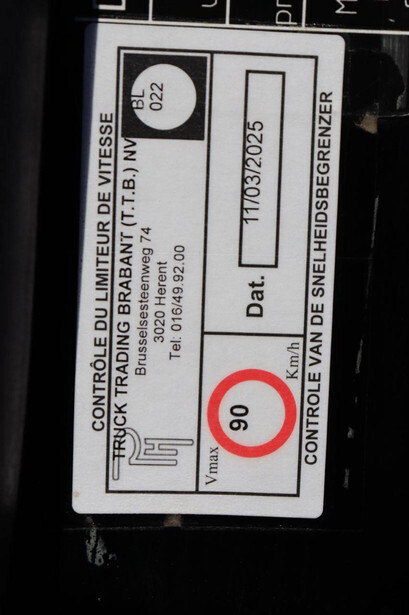 CONTRÔLE DU LIMITEUR DE VITESSE
TRUCK TRADING BRABANT (T.T.B.) NV
Brusselsesteenweg 74
3020 Herent
Tel: 016/49.92.00
BL
022
Vmax
90
Km/h
Dat.
11/03/2025
CONTROLE VAN DE SNELHEIDSBEGRENZER